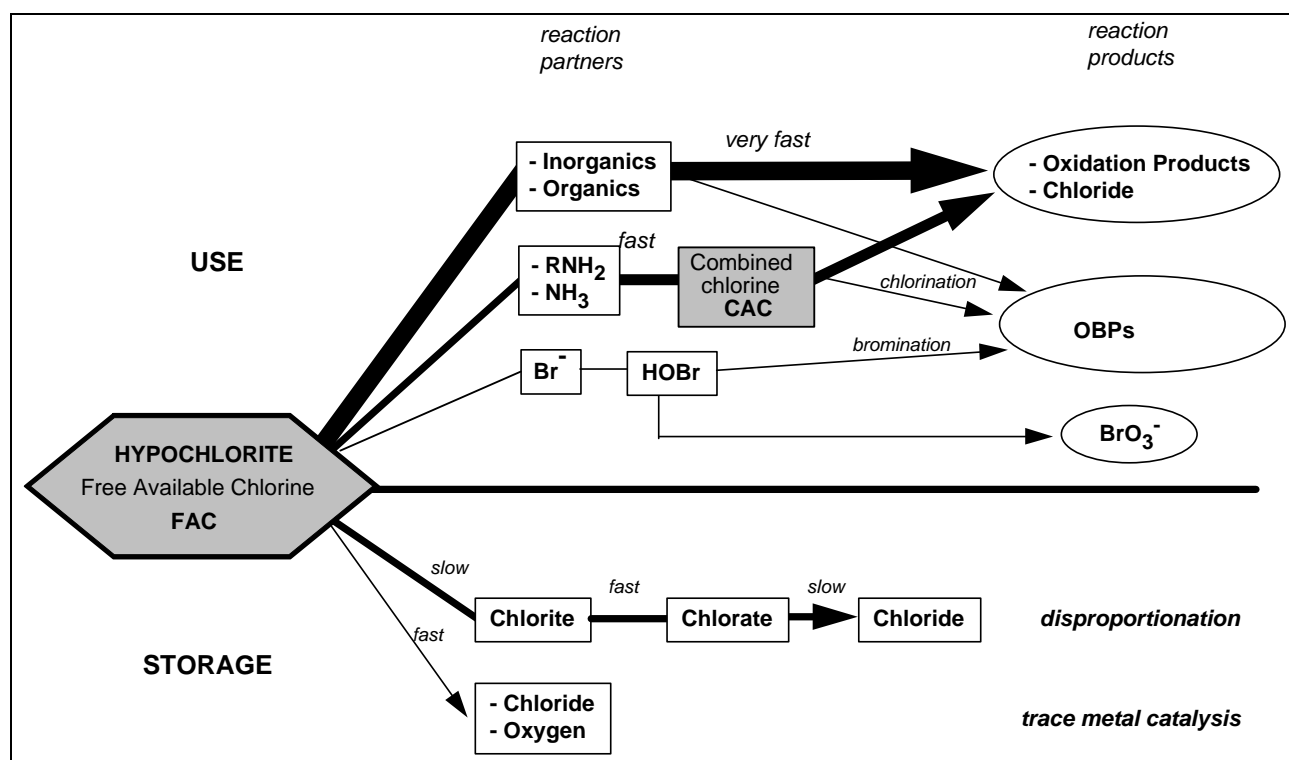 reaction
partners
reaction
products
very fast
- Inorganics
- Organics
- Oxidation Products
- Chloride
USE
fast
- RNH₂
- NH₃
Combined
chlorine
CAC
chlorination
OBPs
bromination
Br⁻
HOBr
BrO₃⁻
HYPOCHLORITE
Free Available Chlorine
FAC
slow
fast
slow
Chlorite
Chlorate
Chloride
disproportionation
fast
STORAGE
- Chloride
- Oxygen
trace metal catalysis